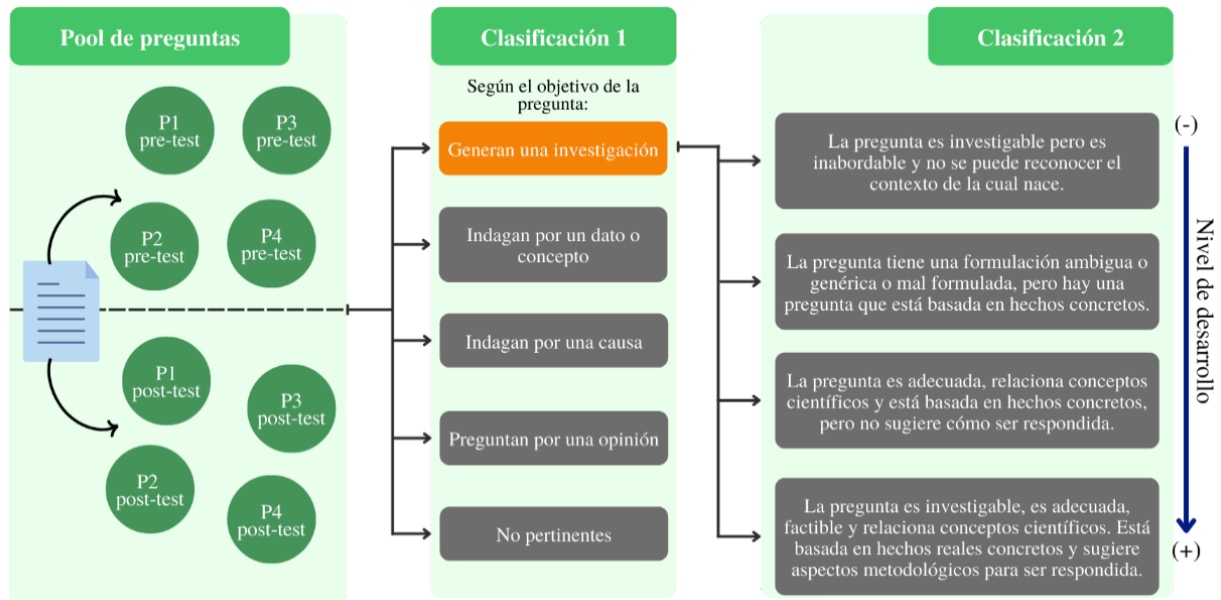 Pool de preguntas
P1
pre-test
P3
pre-test
P2
pre-test
P4
pre-test
P1
post-test
P3
post-test
P2
post-test
P4
post-test
Clasificación 1
Según el objetivo de la
pregunta:
Generan una investigación
Indagan por un dato o
concepto
Indagan por una causa
Preguntan por una opinión
No pertinentes
Clasificación 2
La pregunta es investigable pero es
inabordable y no se puede reconocer el
contexto de la cual nace.
La pregunta tiene una formulación ambigua o
genérica o mal formulada, pero hay una
pregunta que está basada en hechos concretos.
La pregunta es adecuada, relaciona conceptos
científicos y está basada en hechos concretos,
pero no sugiere cómo ser respondida.
La pregunta es investigable, es adecuada,
factible y relaciona conceptos científicos. Está
basada en hechos reales concretos y sugiere
aspectos metodológicos para ser respondida.
(-)
Nivel de desarrollo
(+)